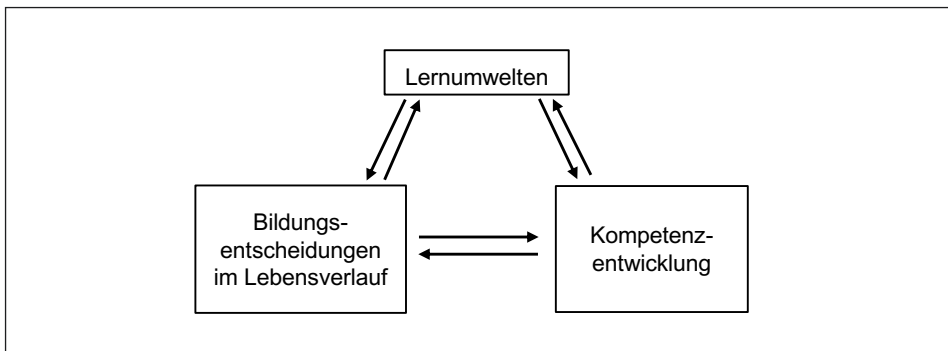 Lernumwelten
Bildungs-
entscheidungen
im Lebensverlauf
Kompetenz-
entwicklung